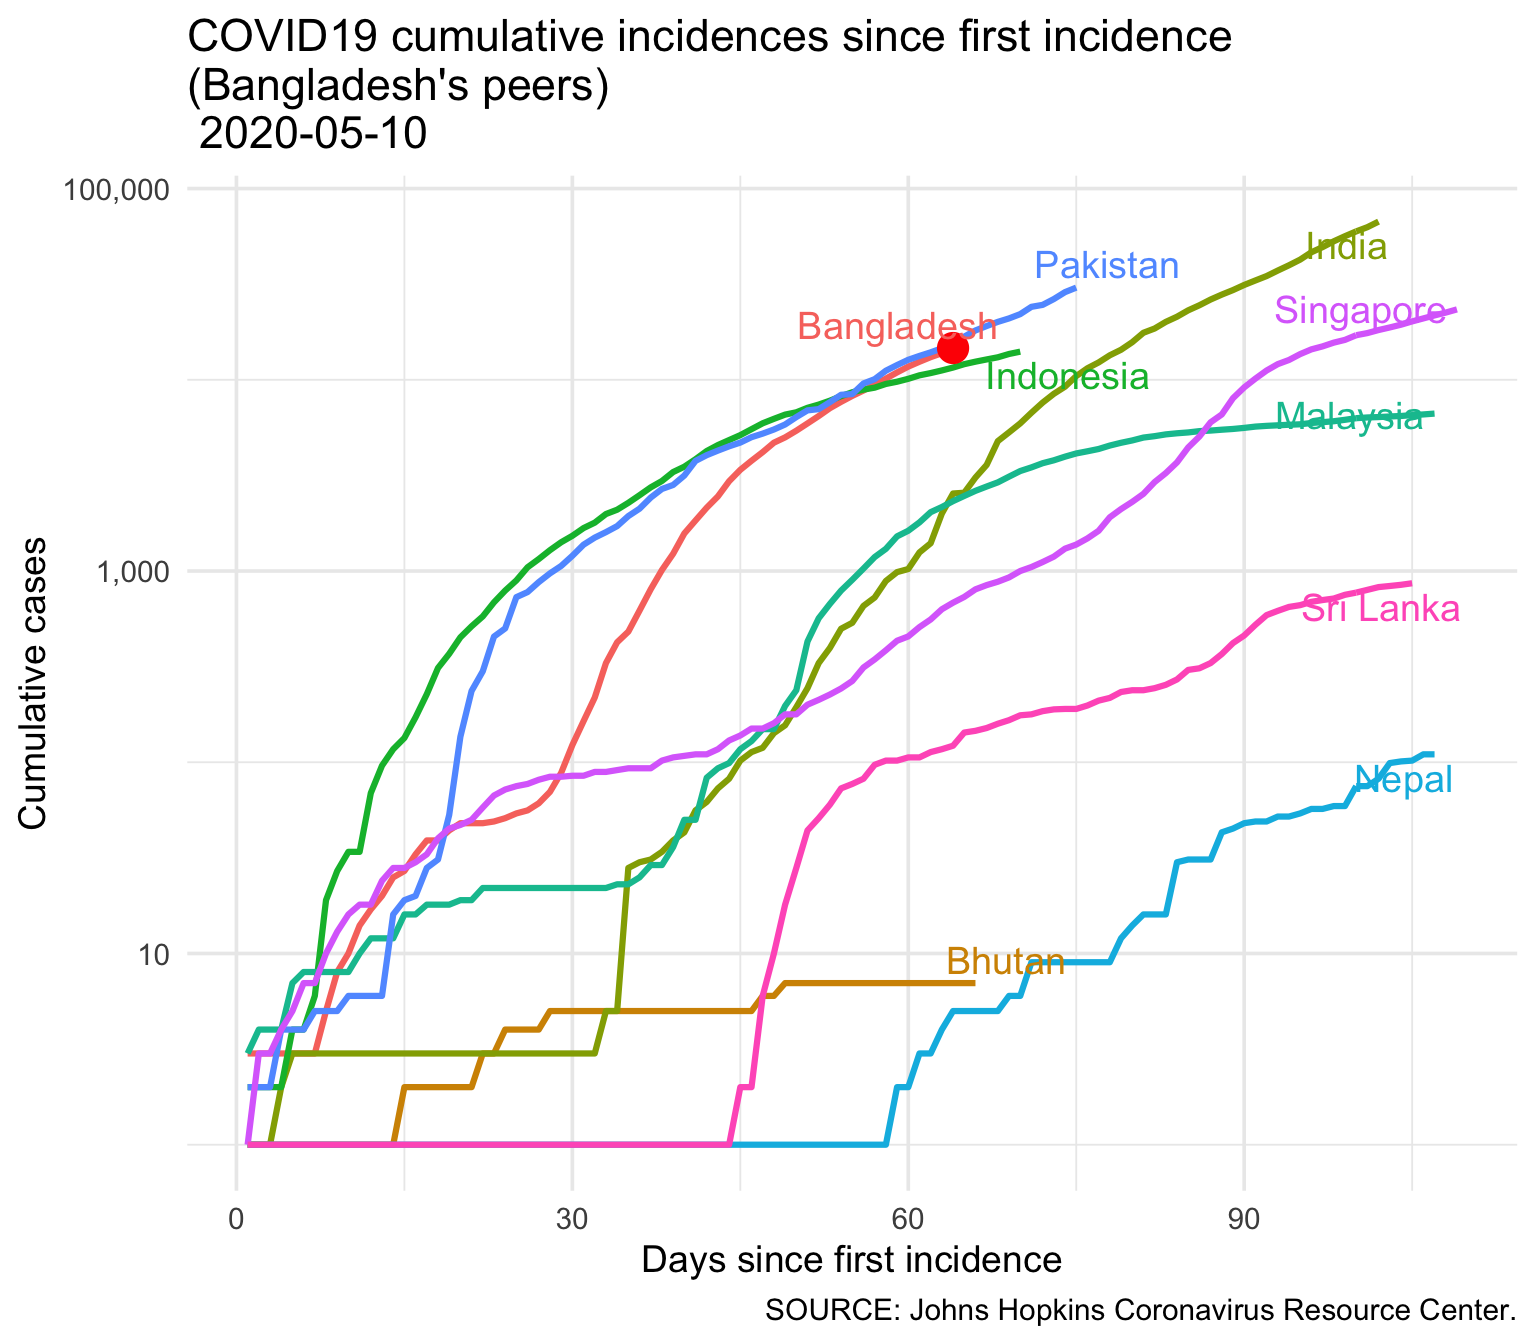 COVID19 cumulative incidences since first incidence
(Bangladesh's peers)
2020-05-10
100,000
1,000
10
Cumulative cases
Pakistan
India
Bangladesh
Singapore
Indonesia
Malaysia
Sri Lanka
Nepal
Bhutan
0 30 60 90
Days since first incidence
SOURCE: Johns Hopkins Coronavirus Resource Center.